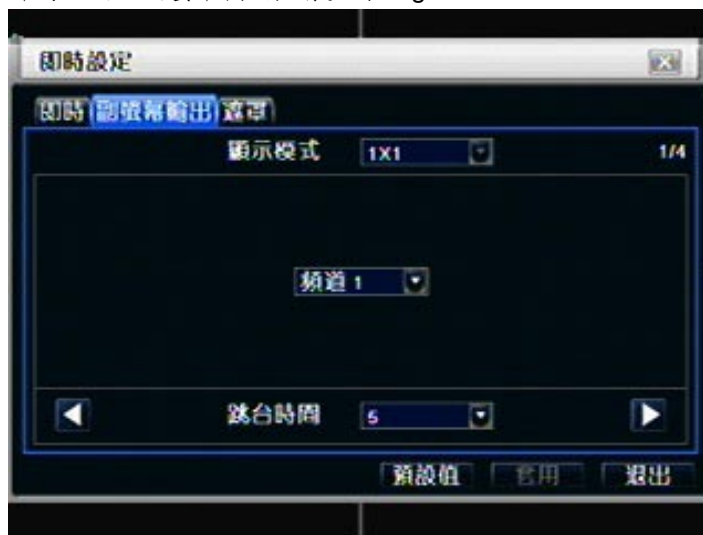 即時設定
即時 副螢幕輸出 遮罩
顯示模式 1X1 1/4
頻道 1
跳台時間 5
預設值 套用 退出